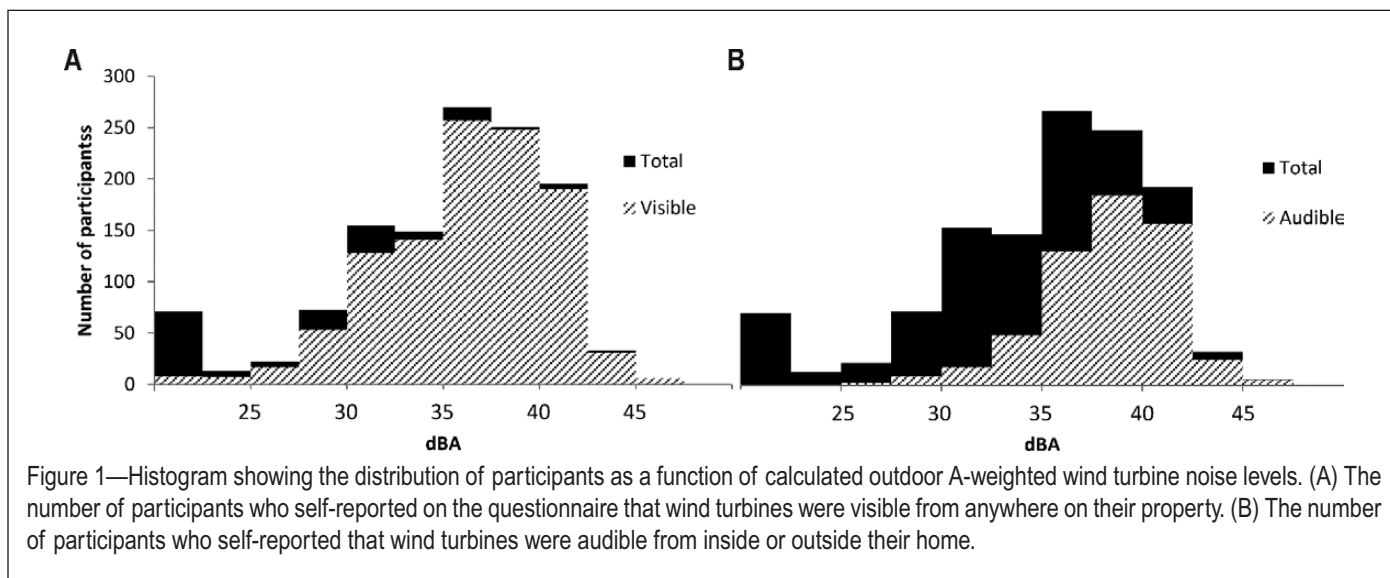 A
B
300
250
200
150
100
50
0
Number of participantss
Total
Visible
25 30 35 40 45
dBA
Total
Audible
25 30 35 40 45
dBA
Figure 1—Histogram showing the distribution of participants as a function of calculated outdoor A-weighted wind turbine noise levels. (A) The
number of participants who self-reported on the questionnaire that wind turbines were visible from anywhere on their property. (B) The number
of participants who self-reported that wind turbines were audible from inside or outside their home.